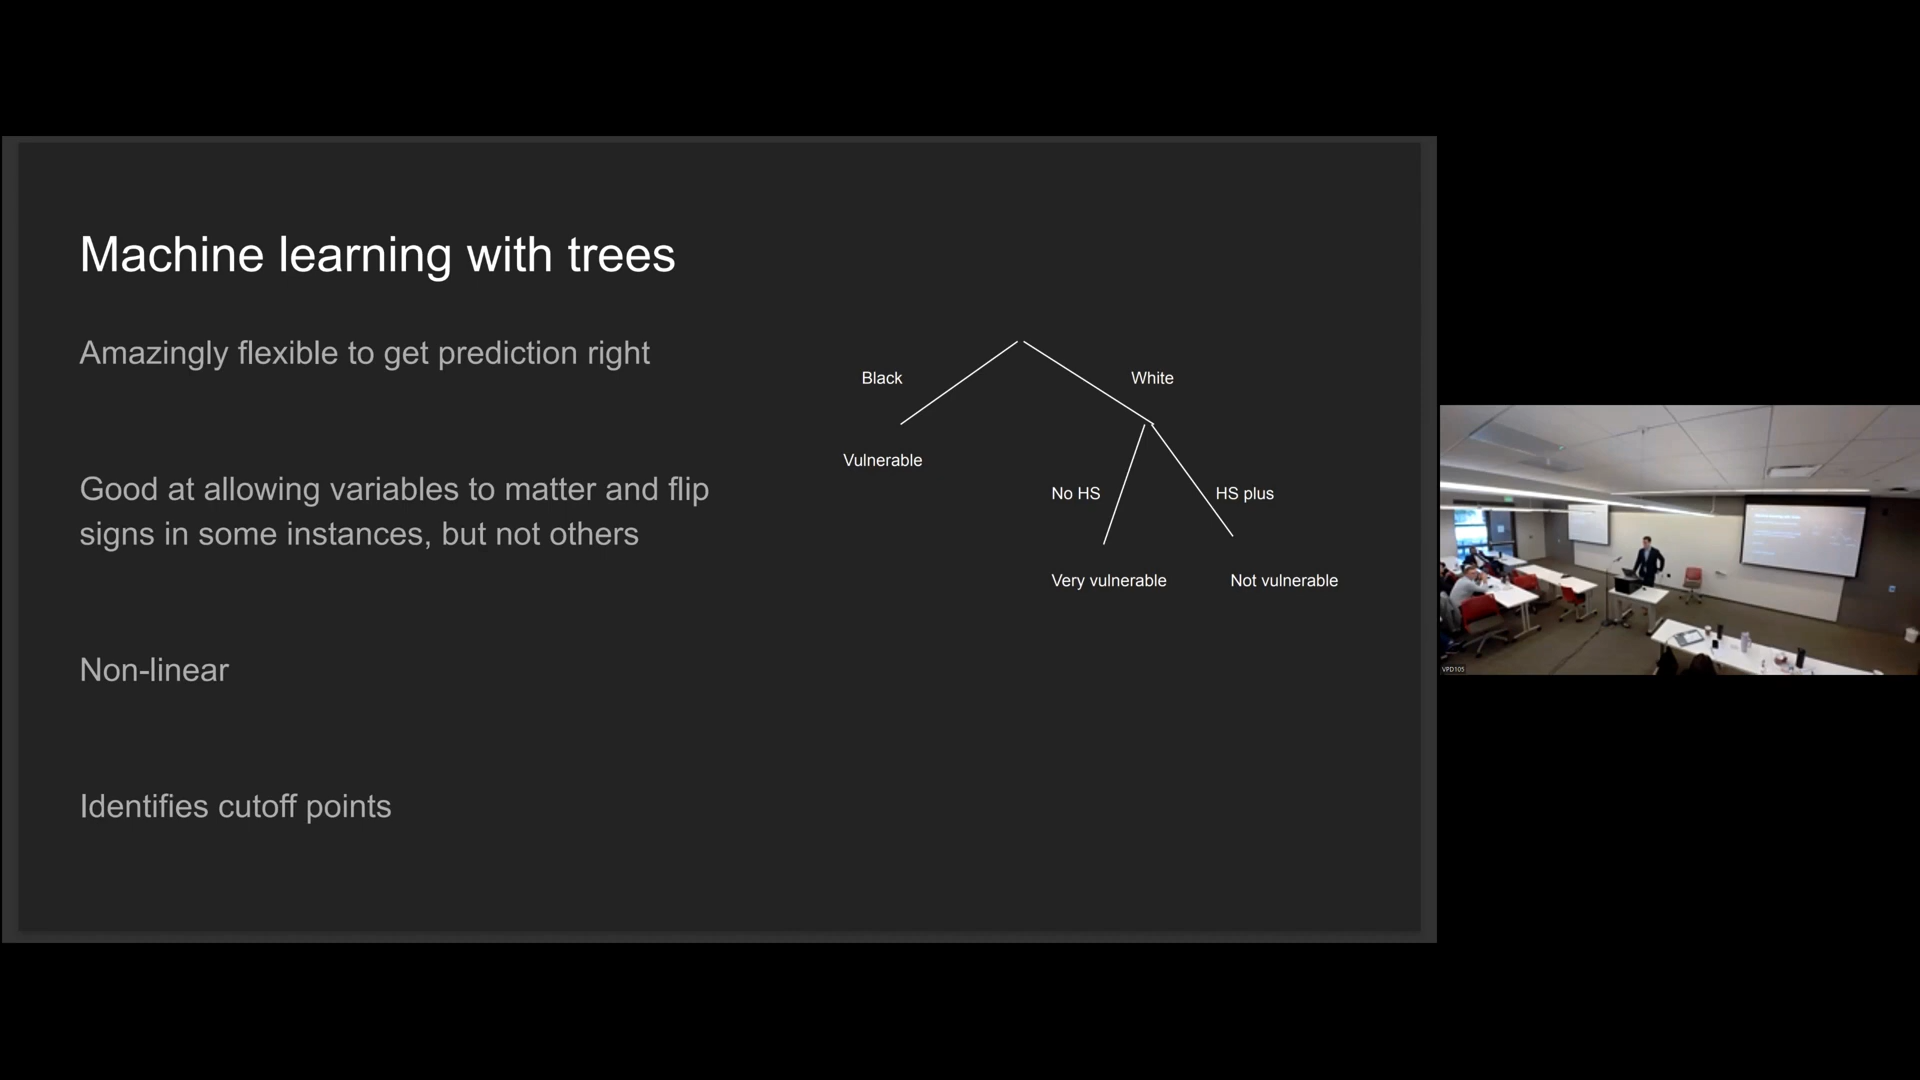 Machine learning with trees
Amazingly flexible to get prediction right
Good at allowing variables to matter and flip
signs in some instances, but not others
Non-linear
Identifies cutoff points
Black
White
Vulnerable
No HS
HS plus
Very vulnerable
Not vulnerable
VPD105